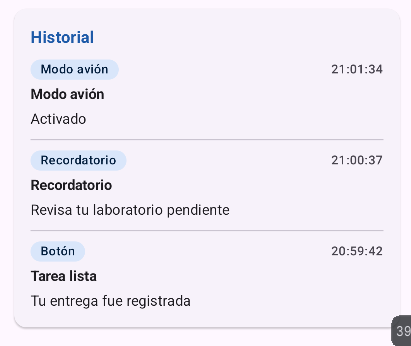 Historial
Modo avión 21:01:34
Modo avión
Activado
Recordatorio 21:00:37
Recordatorio
Revisa tu laboratorio pendiente
Botón 20:59:42
Tarea lista
Tu entrega fue registrada
39